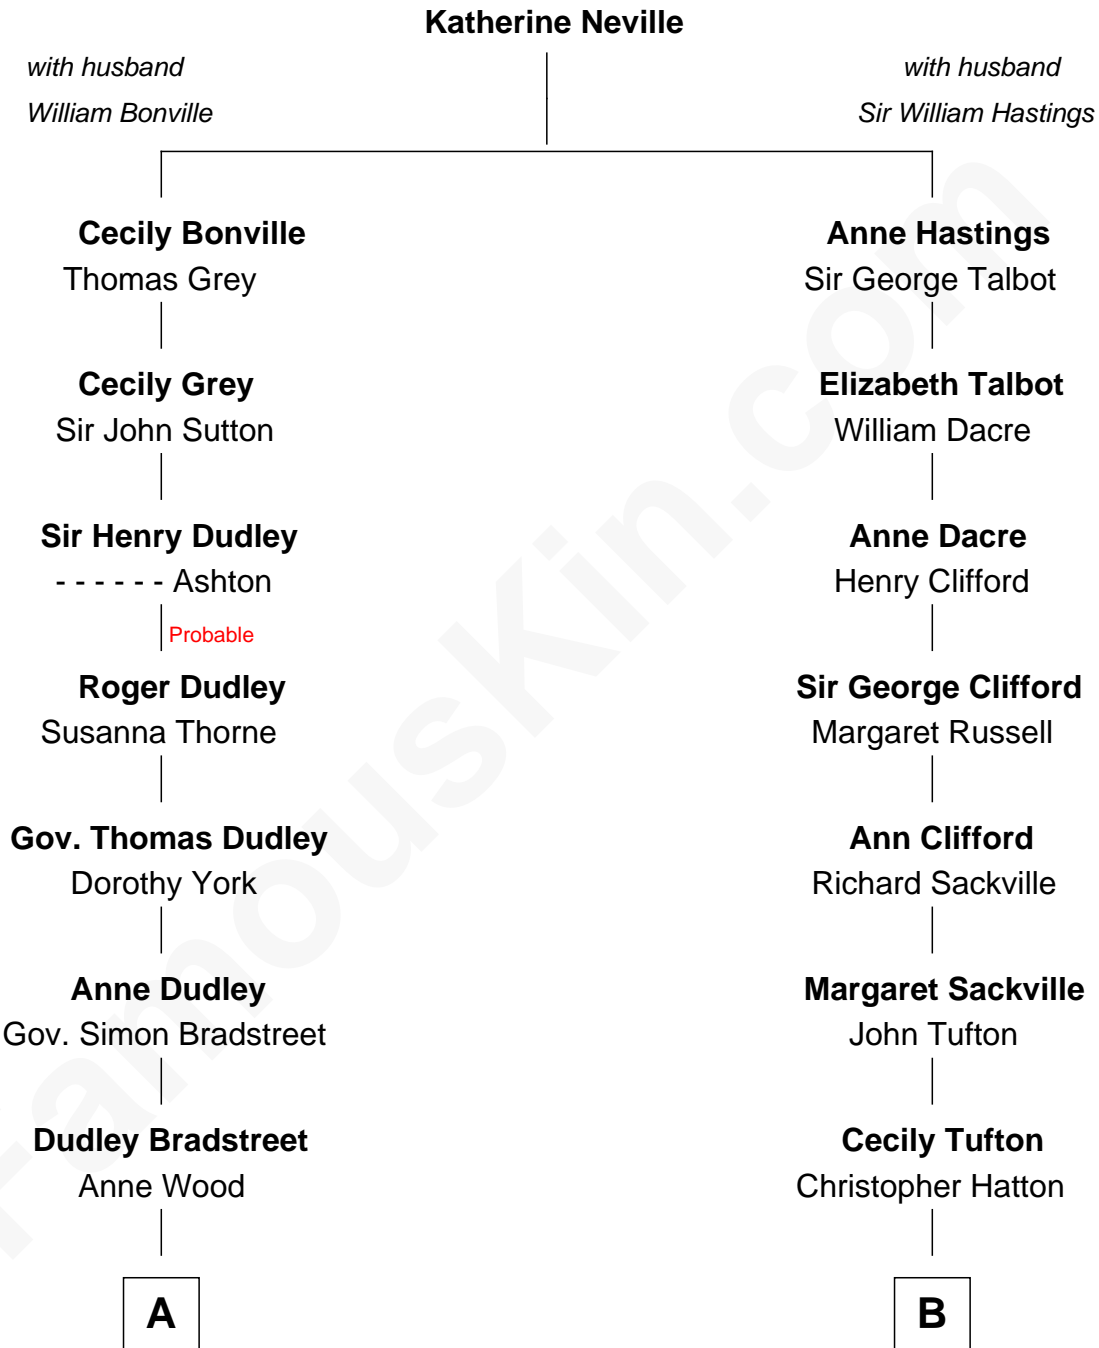 Katherine Neville
with husband
William Bonville
with husband
Sir William Hastings
Cecily Bonville
Thomas Grey
Anne Hastings
Sir George Talbot
Cecily Grey
Sir John Sutton
Elizabeth Talbot
William Dacre
Sir Henry Dudley
- - - - - - Ashton
Anne Dacre
Henry Clifford
Probable
Roger Dudley
Susanna Thorne
Sir George Clifford
Margaret Russell
Gov. Thomas Dudley
Dorothy York
Ann Clifford
Richard Sackville
Anne Dudley
Gov. Simon Bradstreet
Margaret Sackville
John Tufton
Dudley Bradstreet
Anne Wood
Cecily Tufton
Christopher Hatton
A
B
FamousKin.com